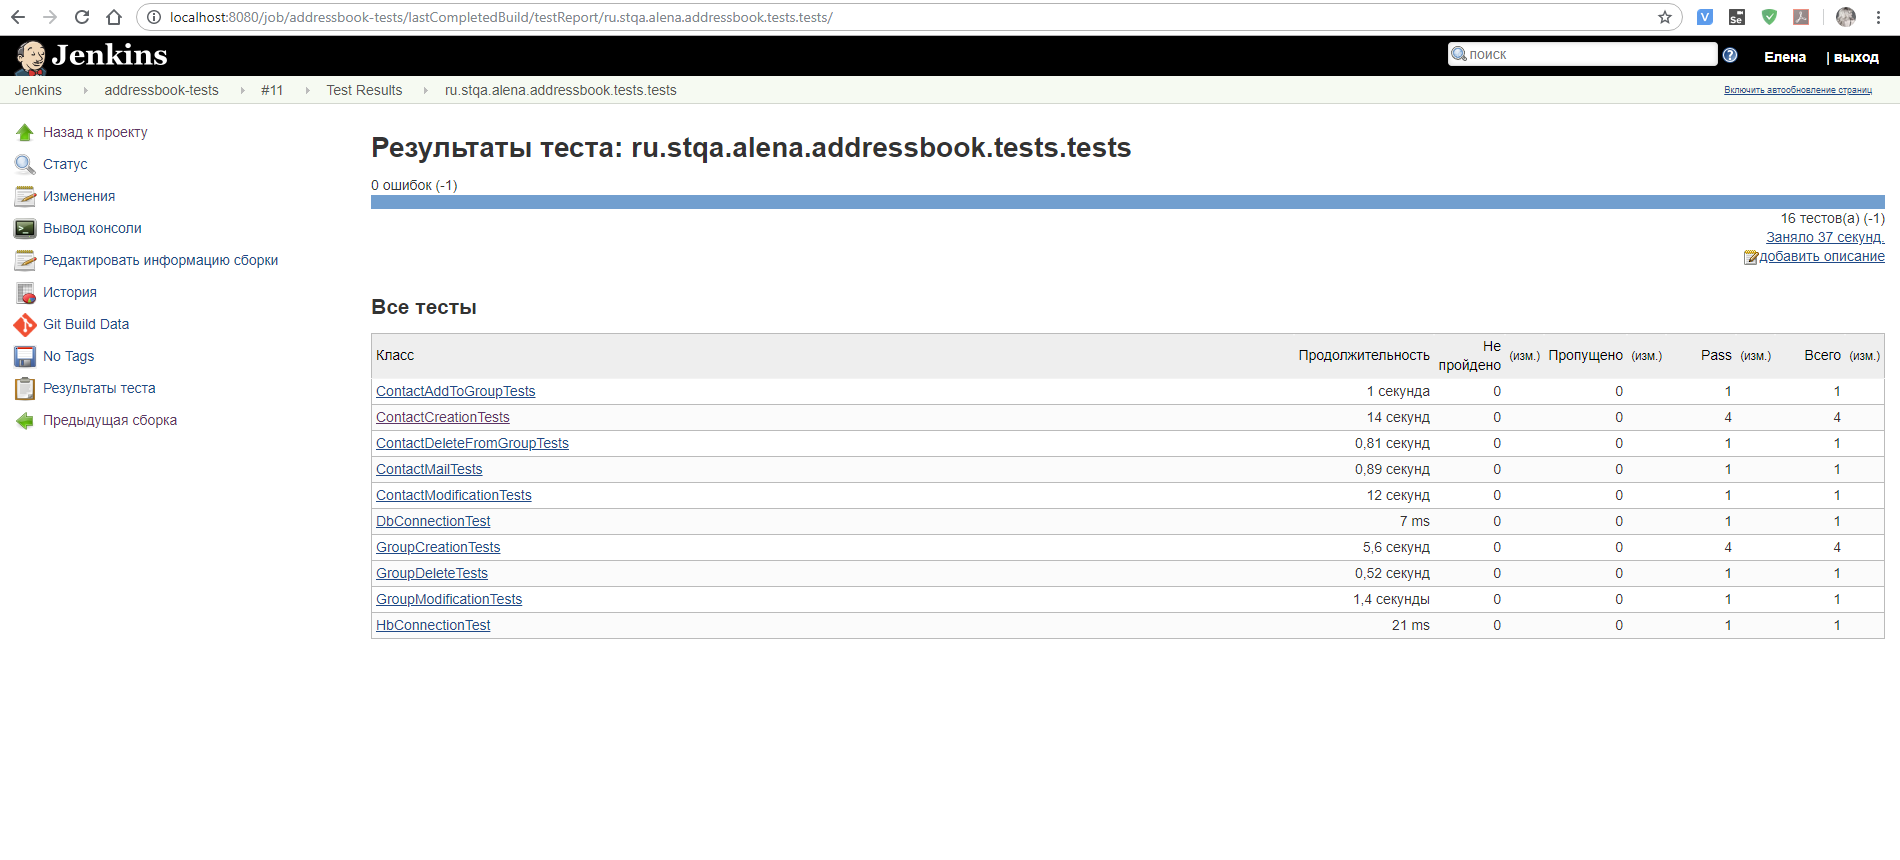 localhost:8080/job/addressbook-tests/lastCompletedBuild/testReport/ru.stqa.alena.addressbook.tests.tests/
V
Se
Jenkins
поиск
?
Елена
| выход
Jenkins addressbook-tests #11 Test Results ru.stqa.alena.addressbook.tests.tests
Включить автообновление страниц
Назад к проекту
Статус
Изменения
Вывод консоли
Редактировать информацию сборки
История
Git Build Data
No Tags
Результаты теста
Предыдущая сборка
Результаты теста: ru.stqa.alena.addressbook.tests.tests
0 ошибок (-1)
16 тестов(а) (-1)
Заняло 37 секунд.
добавить описание
Все тесты
Класс Продолжительность Не пройдено (изм.) Пропущено (изм.) Pass (изм.) Всего (изм.)
ContactAddToGroupTests 1 секунда 0 0 1 1
ContactCreationTests 14 секунд 0 0 4 4
ContactDeleteFromGroupTests 0,81 секунд 0 0 1 1
ContactMailTests 0,89 секунд 0 0 1 1
ContactModificationTests 12 секунд 0 0 1 1
DbConnectionTest 7 ms 0 0 1 1
GroupCreationTests 5,6 секунд 0 0 4 4
GroupDeleteTests 0,52 секунд 0 0 1 1
GroupModificationTests 1,4 секунды 0 0 1 1
HbConnectionTest 21 ms 0 0 1 1